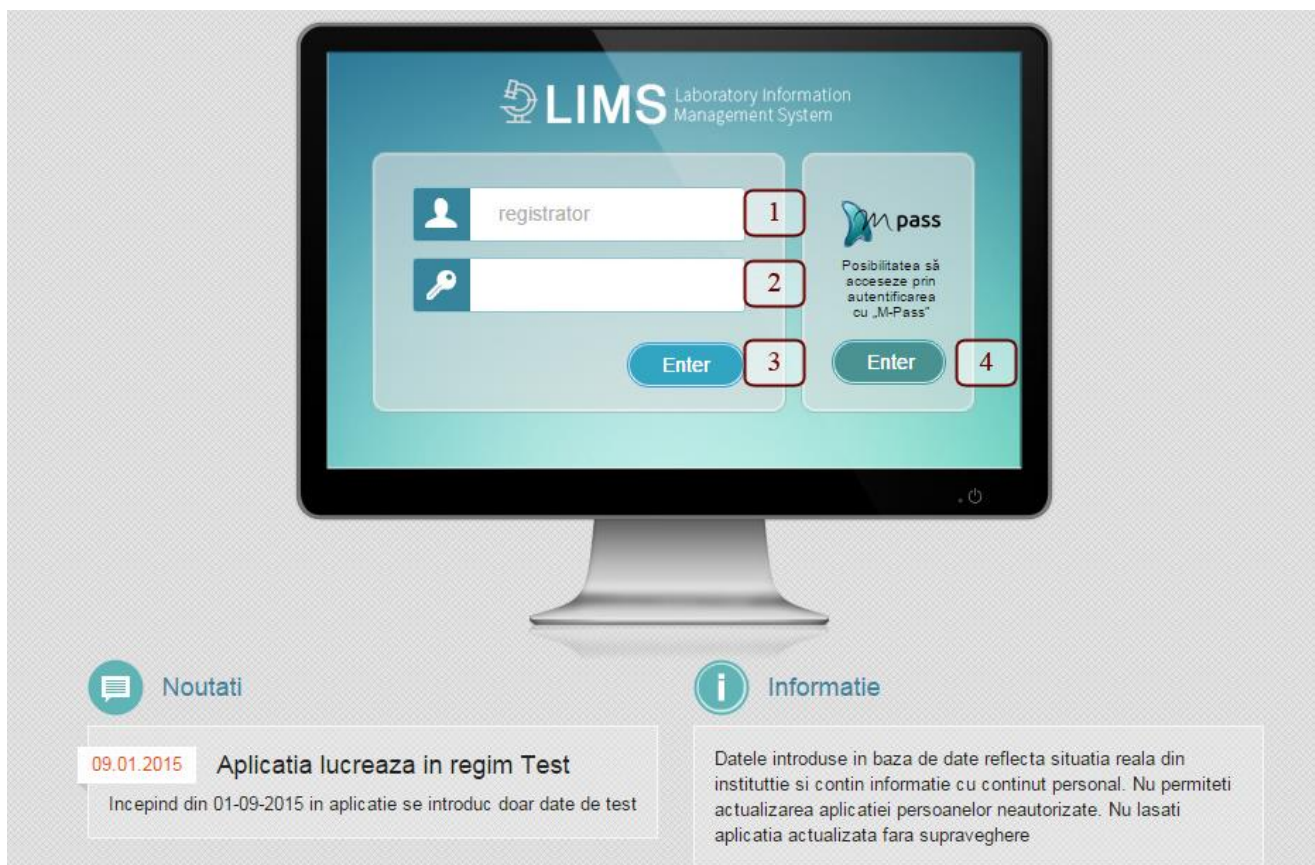 LIMS Laboratory Information
Management System
registrator
1
2
Enter
3
M pass
Posibilitatea să
acceseze prin
autentificarea
cu „M-Pass"
Enter
4
Noutati
09.01.2015
Aplicatia lucreaza in regim Test
Incepind din 01-09-2015 in aplicatie se introduc doar date de test
Informatie
Datele introduse in baza de date reflecta situatia reala din
instituttie si contin informatie cu continut personal. Nu permiteti
actualizarea aplicatiei persoanelor neautorizate. Nu lasati
aplicatia actualizata fara supraveghere